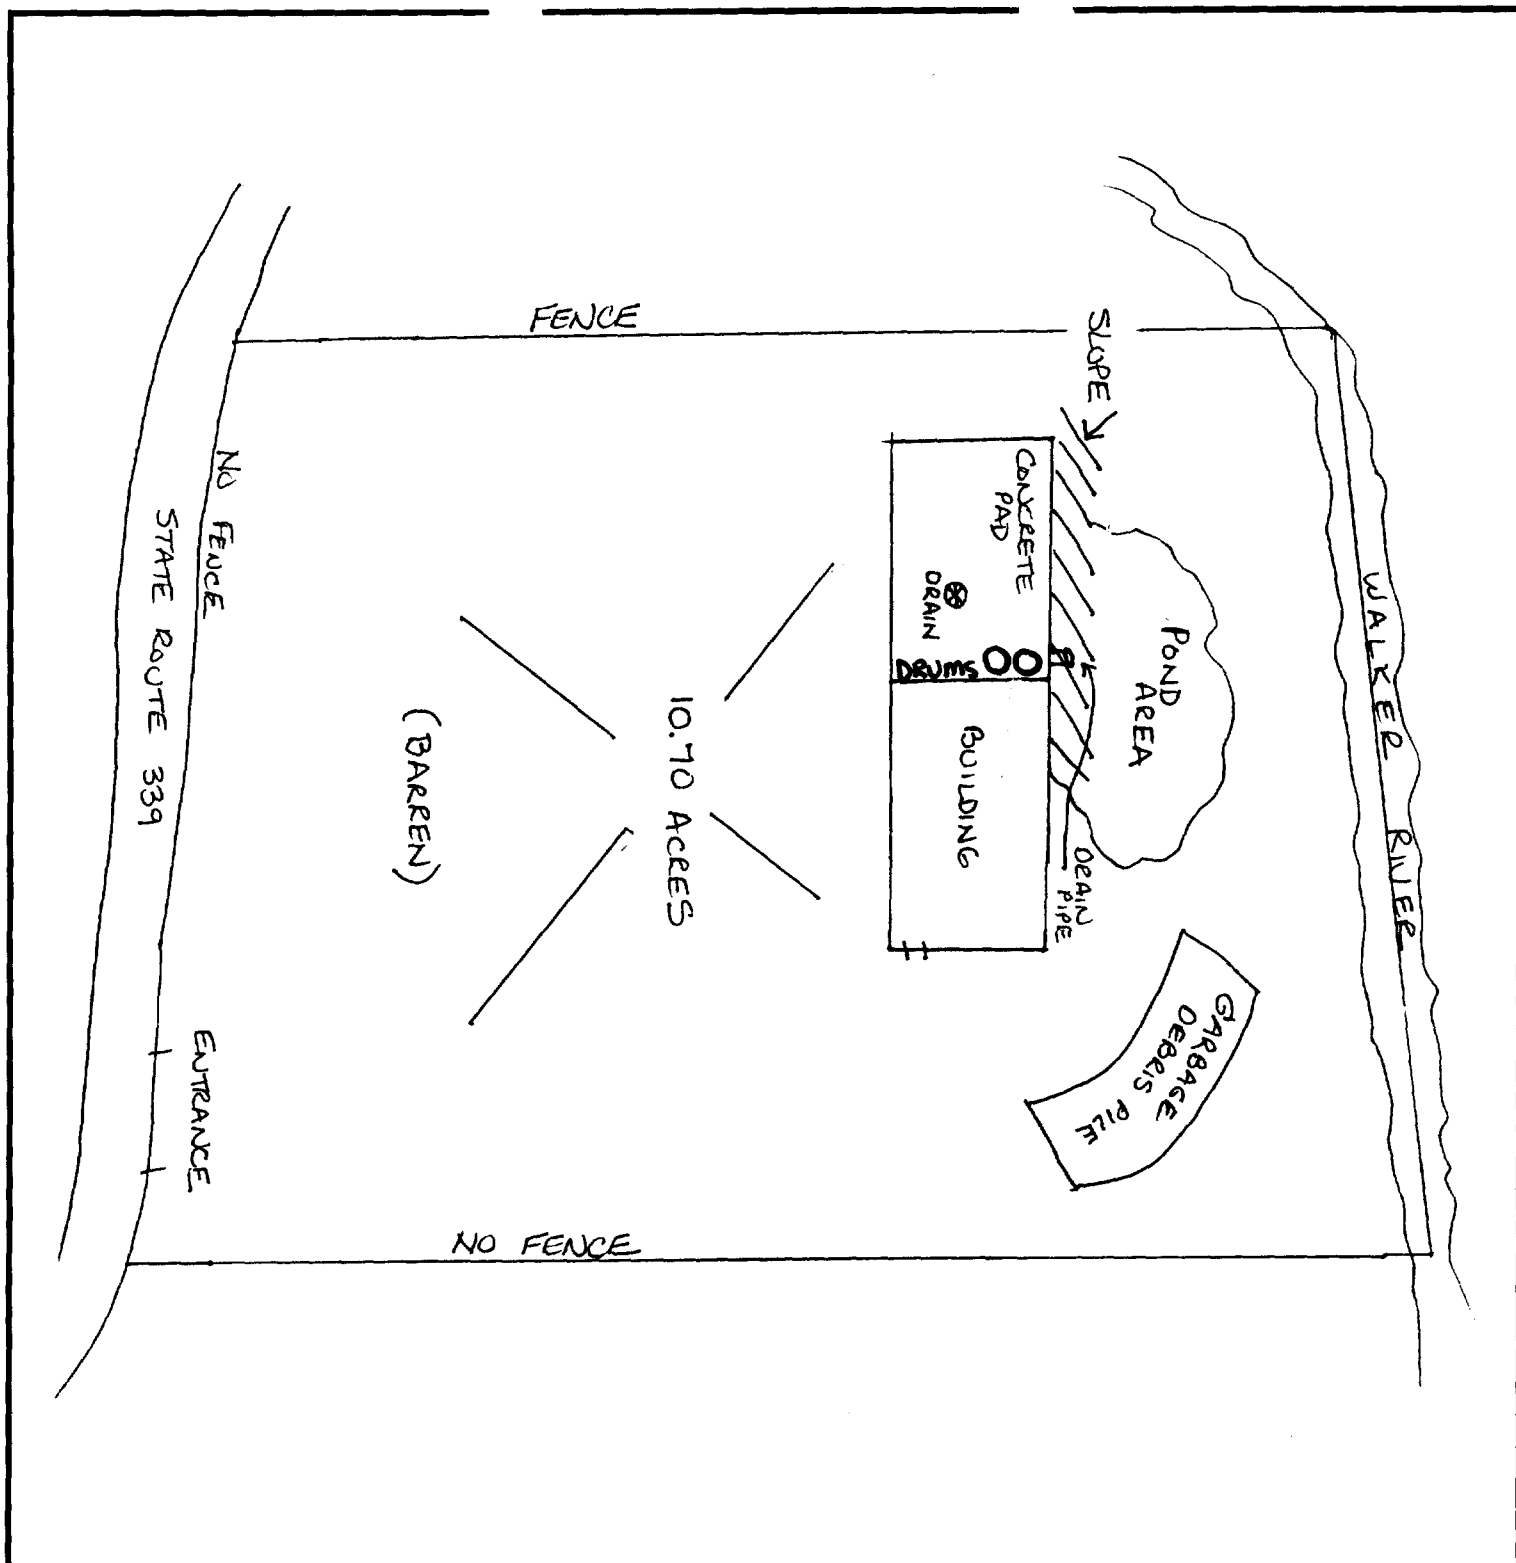 FENCE
SLOPE
NO FENCE
STATE ROUTE 339
CONCRETE
PAD
DRAIN
DRUMS
BUILDING
POND
AREA
DRAIN
PIPE
WALKER RIVER
10.70 ACRES
(BARREN)
GARBAGE
DEBRIS PILE
ENTRANCE
NO FENCE